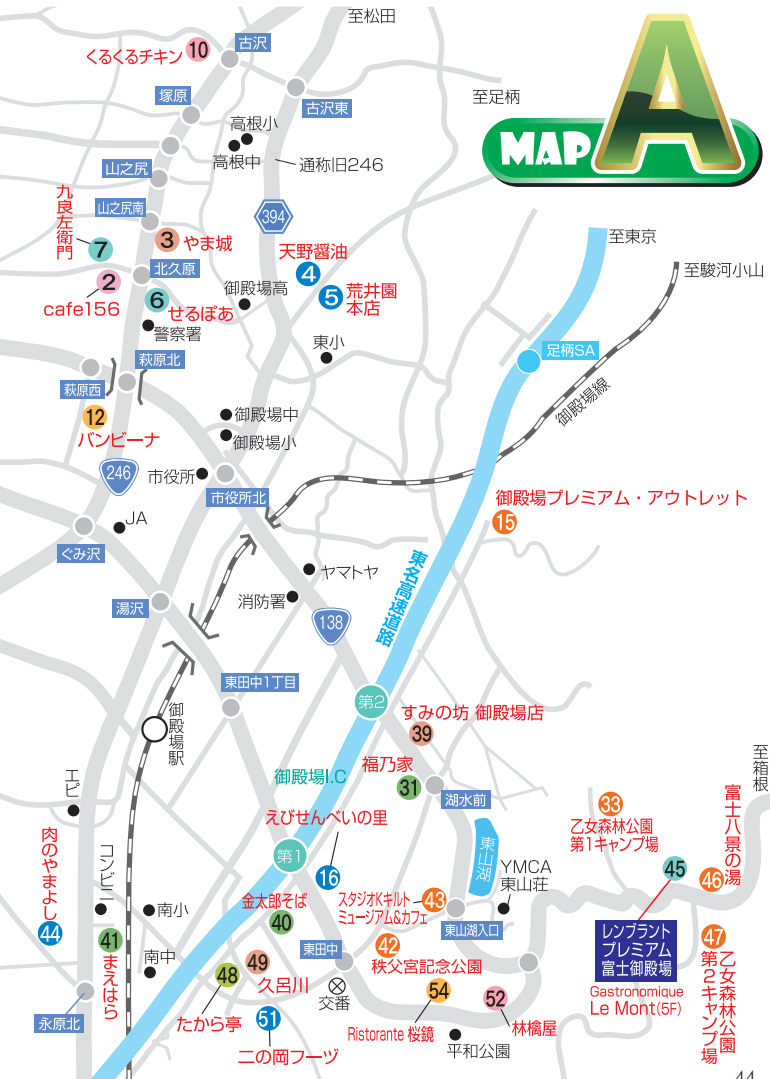 至松田
くるくるチキン
10
古沢
MAP A
塚原
古沢東
至足柄
高根小
高根中
通称旧246
山之尻
山之尻南
九良左衛門
7
3
やま城
394
天野醤油
4
至東京
北久原
2
cafe156
6
せるぽあ
御殿場高
5
荒井園
本店
至駿河小山
警察署
東小
足柄SA
萩原北
萩原西
12
バンビーナ
御殿場線
御殿場中
御殿場小
246
市役所
市役所北
御殿場プレミアム・アウトレット
15
JA
ぐみ沢
東名高速道路
ヤマトヤ
消防署
湯沢
138
東田中1丁目
第2
御殿場駅
すみの坊 御殿場店
39
御殿場I.C
福乃家
31
湖水前
至箱根
エピ
えびせんべいの里
16
第1
東山湖
33
乙女森林公園
第1キャンプ場
富士八景の湯
46
肉のやまよし
44
コンビニ
南小
金太郎そば
40
スタジオKキルト
ミュージアム&カフェ
43
YMCA
東山荘
45
東山湖入口
レンブラント
プレミアム
富士御殿場
Gastronomique
Le Mont(5F)
47
乙女森林公園
第2キャンプ場
41
まえはら
南中
東田中
42
秩父宮記念公園
48
たから亭
49
久呂川
交番
54
Ristorante 桜鏡
52
林檎屋
永原北
51
二の岡フーヅ
平和公園
44